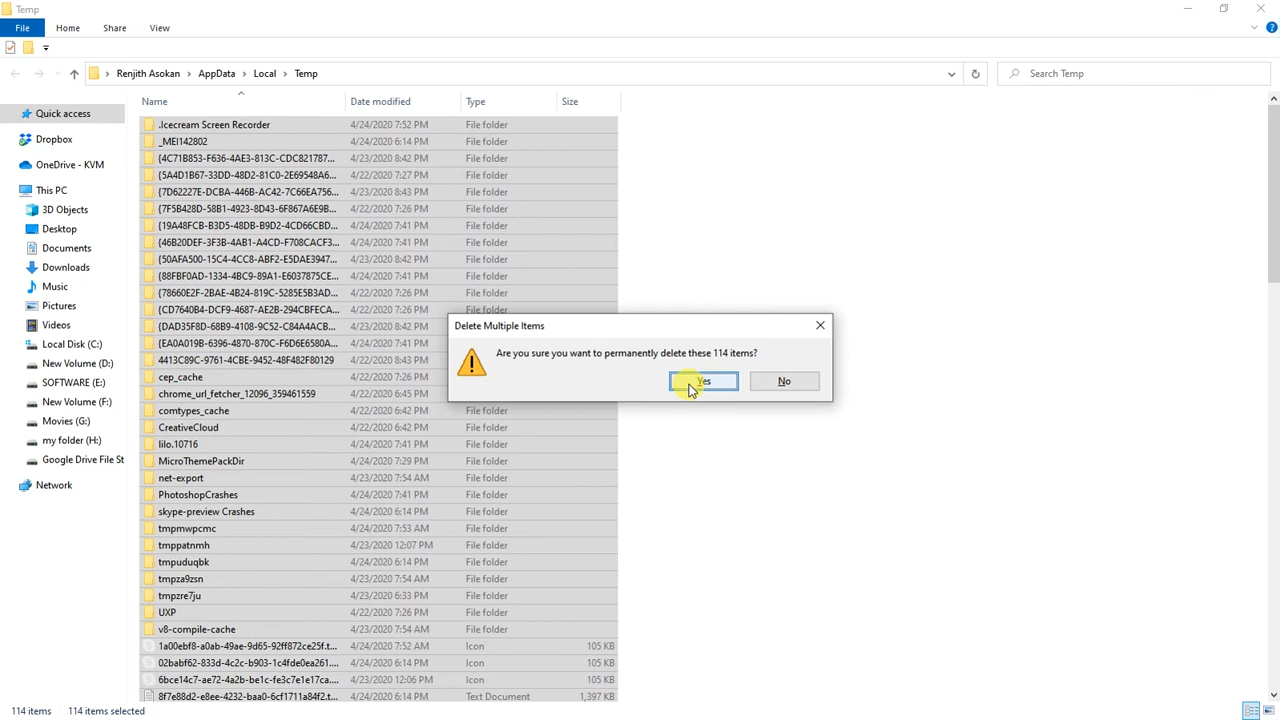 Temp
File Home Share View
Renjith Asokan AppData Local Temp
Search Temp
Name Date modified Type Size
Quick access
Dropbox
OneDrive - KVM
This PC
3D Objects
Desktop
Documents
Downloads
Music
Pictures
Videos
Local Disk (C:)
New Volume (D:)
SOFTWARE (E:)
New Volume (F:)
Movies (G:)
my folder (H:)
Google Drive File St
Network
.Icecream Screen Recorder 4/24/2020 7:52 PM File folder
_MEI142802 4/24/2020 6:14 PM File folder
{4C71B853-F636-4AE3-813C-CDC821787... 4/23/2020 8:42 PM File folder
{5A4D1B67-33DD-48D2-81C0-2E69548A6... 4/22/2020 7:27 PM File folder
{7D62227E-DCBA-446B-AC42-7C66EA756... 4/23/2020 8:43 PM File folder
{7F5B428D-58B1-4923-8D43-6F867A6E9B... 4/22/2020 7:26 PM File folder
{19A48FCB-B3D5-48DB-B9D2-4CD66CBD... 4/24/2020 7:41 PM File folder
{46B20DEF-3F3B-4AB1-A4CD-F708CACF3... 4/24/2020 7:41 PM File folder
{50AFA500-15C4-4CC8-ABF2-E5DAE3947... 4/23/2020 8:42 PM File folder
{88FBF0AD-1334-4BC9-89A1-E6037875CE... 4/24/2020 7:41 PM File folder
{78660E2F-2BAE-4B24-819C-5285E5B3AD... 4/22/2020 7:26 PM File folder
{CD7640B4-DCF9-4687-AE2B-294CBFECA... 4/22/2020 7:26 PM File folder
{DAD35F8D-68B9-4108-9C52-C84A4ACB... 4/23/2020 8:42 PM
{EA0A019B-4870-870C-F6DB6580A... 4/24/2020 7:41 PM
4413C89C-9761-4CBE-9452-48F482F80129 4/22/2020 8:43 PM
cep_cache 4/22/2020 7:26 PM
chrome_url_fetcher_12096_359461559 4/22/2020 6:45 PM
comtypes_cache 4/22/2020 6:42 PM File folder
CreativeCloud 4/22/2020 6:42 PM File folder
lilo.10716 4/24/2020 7:41 PM File folder
MicroThemePackDir 4/24/2020 7:29 PM File folder
net-export 4/23/2020 7:54 AM File folder
PhotoshopCrashes 4/24/2020 7:41 PM File folder
skype-preview Crashes 4/24/2020 6:14 PM File folder
tmpmwpcmc 4/24/2020 7:53 AM File folder
tmppatnmh 4/23/2020 12:07 PM File folder
tmpuduqbk 4/24/2020 6:14 PM File folder
tmpza9zsn 4/23/2020 7:54 AM File folder
tmpzre7ju 4/23/2020 6:33 PM File folder
UXP 4/22/2020 7:26 PM File folder
v8-compile-cache 4/23/2020 7:54 AM File folder
1a00ebf8-a0ab-49ae-9d65-92ff872ce25f.t... 4/24/2020 7:52 AM Icon 105 KB
02babf62-833d-4c2c-b903-1c4fde0ea261.... 4/24/2020 6:14 PM Icon 105 KB
6bce14c7-ae72-4a2b-be1c-fe3c7e1e17ca.... 4/23/2020 12:06 PM Icon 105 KB
8f7e88d2-e8ee-4232-baa0-6cf1711a84f2.t... 4/24/2020 6:14 PM Text Document 1,397 KB
Delete Multiple Items
Are you sure you want to permanently delete these 114 items?
Yes No
114 items 114 items selected